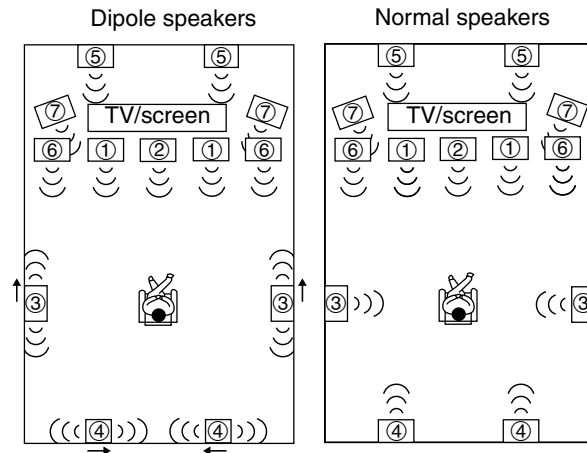 Dipole speakers
Normal speakers
⑤ ⑤
⑤ ⑤
⑦ TV/screen ⑦
⑦ TV/screen ⑦
⑥ ① ② ① ⑥
⑥ ① ② ① ⑥
③ ③
③ ③
④ ④
④ ④